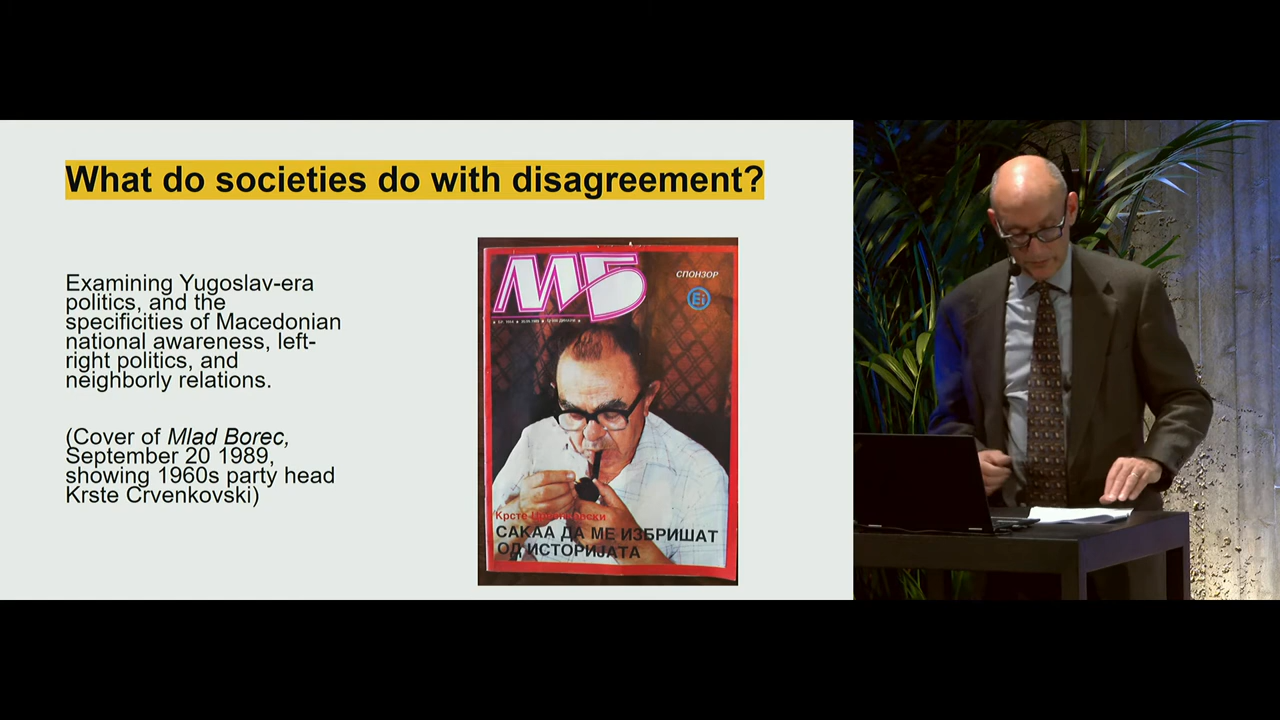 What do societies do with disagreement?
Examining Yugoslav-era
politics, and the
specificities of Macedonian
national awareness, left-
right politics, and
neighborly relations.
(Cover of Mlad Borec,
September 20 1989,
showing 1960s party head
Krste Crvenkovski)
МБ
СПОНЗОР
Ei
Крсте
САКАА ДА МЕ ИЗБРИШАТ
ОД ИСТОРИЈАТА